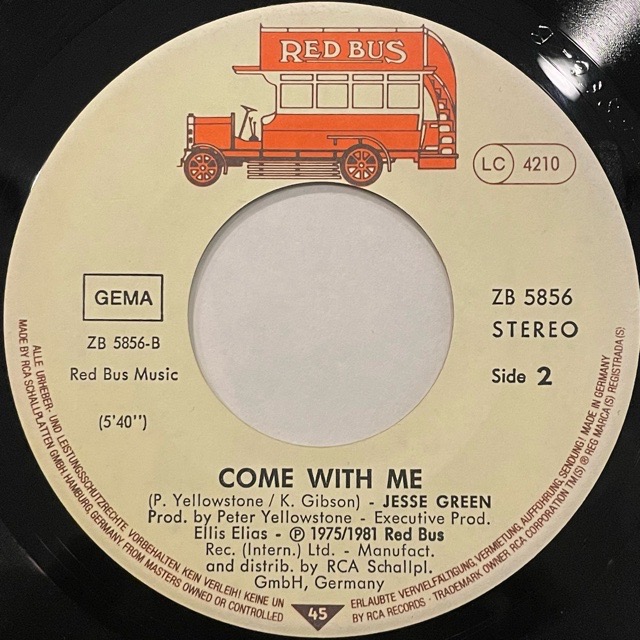 RED BUS
LC 4210
GEMA
ZB 5856-B
Red Bus Music
(5'40")
ZB 5856
STEREO
Side 2
COME WITH ME
(P. Yellowstone / K. Gibson) - JESSE GREEN
Prod. by Peter Yellowstone - Executive Prod.
Ellis Elias - ℗ 1975/1981 Red Bus
Rec. (Intern.) Ltd. - Manufact.
and distrib. by RCA Schallpl.
GmbH, Germany
45
ALLE URHEBER- UND LEISTUNGSSCHUTZRECHTE VORBEHALTEN. KEIN VERLEIH! KEINE UN
ERLAUBTE VERVIELFÄLTIGUNG, VERMIETUNG, AUFFÜHRUNG, SENDUNG! MADE IN GERMANY
MADE BY RCA SCHALLPLATTEN GMBH HAMBURG, GERMANY, FROM MASTERS OWNED OR CONTROLLED
BY RCA RECORDS - TRADEMARK OWNER RCA CORPORATION TM(S) ® REG MARCA(S) REGISTRADA(S)